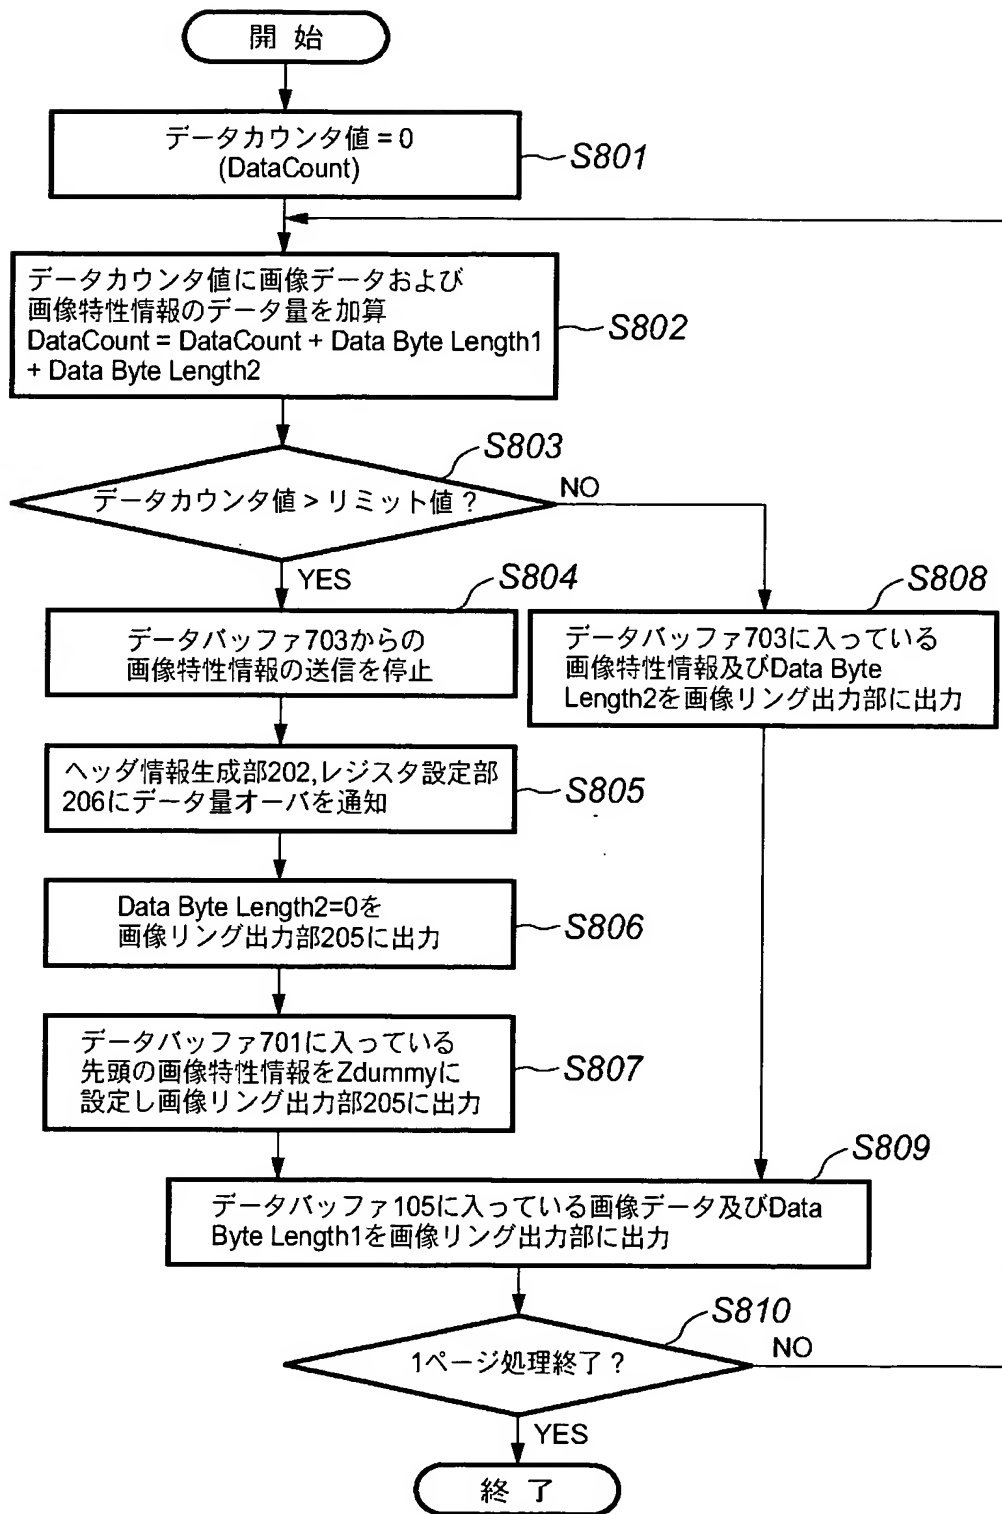 開 始
データカウンタ値 = 0
(DataCount)
S801
データカウンタ値に画像データおよび
画像特性情報のデータ量を加算
DataCount = DataCount + Data Byte Length1
+ Data Byte Length2
S802
S803
データカウンタ値 > リミット値 ?
NO
YES
S804
データバッファ703からの
画像特性情報の送信を停止
S808
データバッファ703に入っている
画像特性情報及びData Byte
Length2を画像リング出力部に出力
ヘッダ情報生成部202,レジスタ設定部
206にデータ量オーバを通知
S805
Data Byte Length2=0を
画像リング出力部205に出力
S806
データバッファ701に入っている
先頭の画像特性情報をZdummyに
設定し画像リング出力部205に出力
S807
S809
データバッファ105に入っている画像データ及びData
Byte Length1を画像リング出力部に出力
S810
1ページ処理終了 ?
NO
YES
終 了